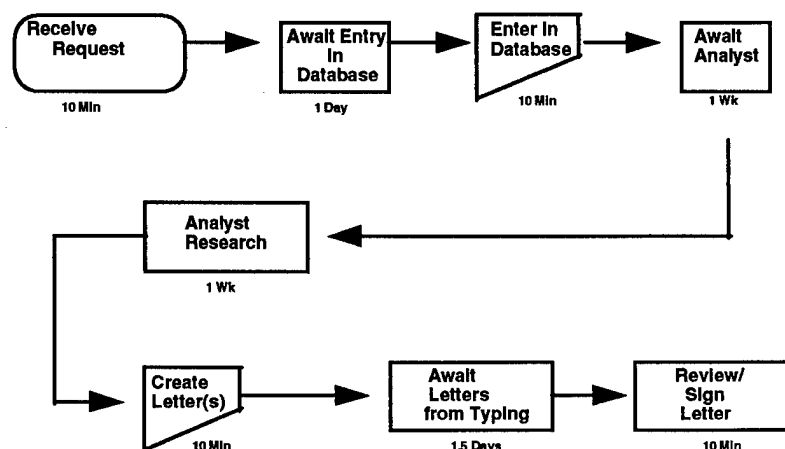 Receive
Request
10 Min
Await Entry
In
Database
1 Day
Enter In
Database
10 Min
Await
Analyst
1 Wk
Analyst
Research
1 Wk
Create
Letter(s)
10 Min
Await
Letters
from Typing
1.5 Days
Review/
Sign
Letter
10 Min